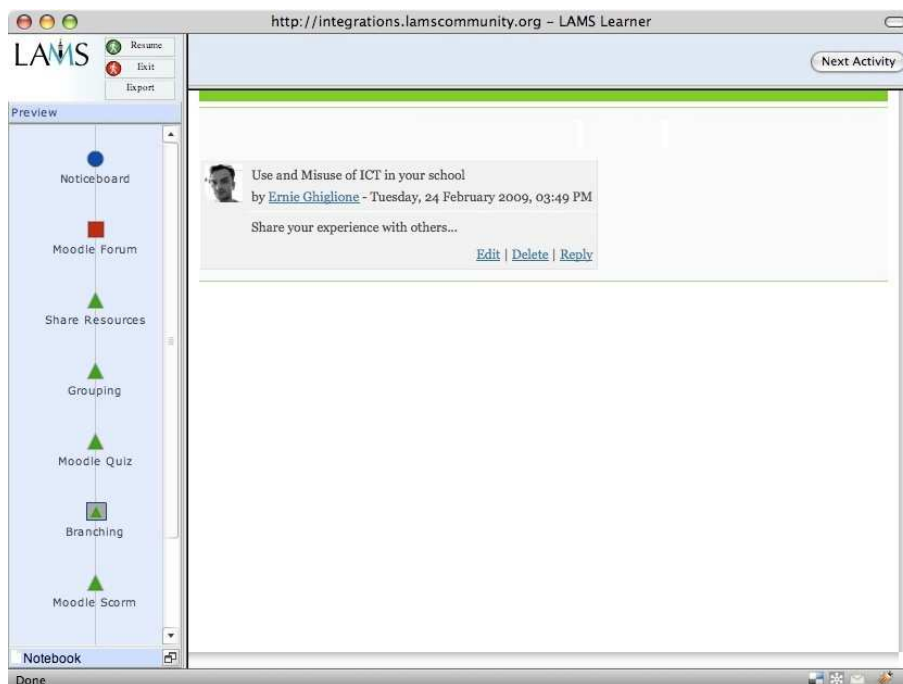 http://integrations.lamscommunity.org – LAMS Learner
LAMS
Resume
Exit
Export
Next Activity
Preview
Noticeboard
Moodle Forum
Share Resources
Grouping
Moodle Quiz
Branching
Moodle Scorm
Use and Misuse of ICT in your school
by Ernie Ghiglione - Tuesday, 24 February 2009, 03:49 PM
Share your experience with others...
Edit | Delete | Reply
Notebook
Done